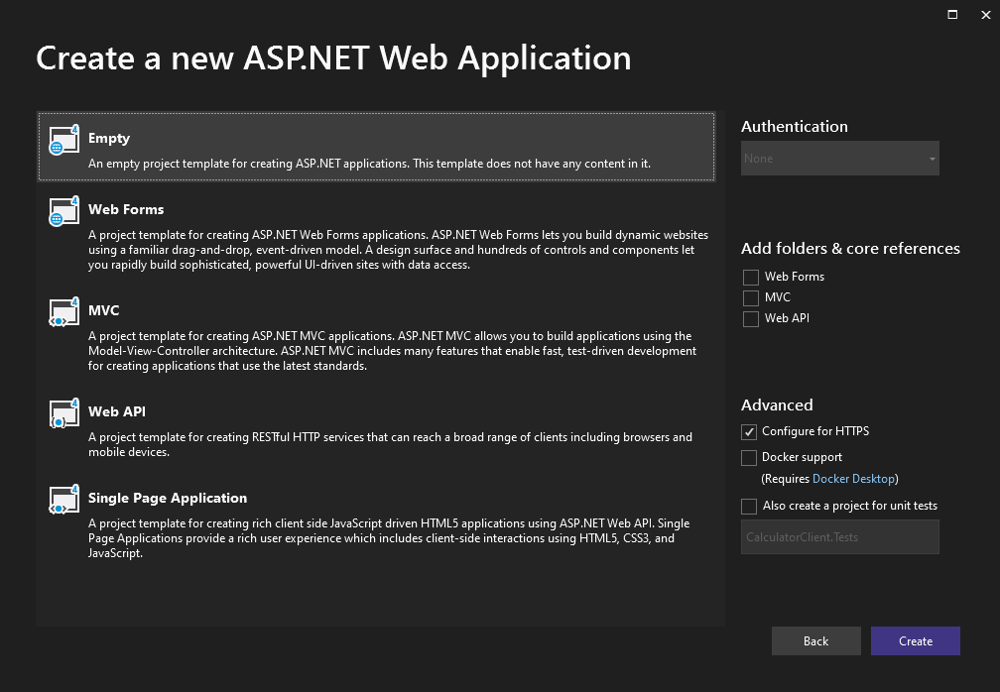 Create a new ASP.NET Web Application
Empty
An empty project template for creating ASP.NET applications. This template does not have any content in it.
Web Forms
A project template for creating ASP.NET Web Forms applications. ASP.NET Web Forms lets you build dynamic websites
using a familiar drag-and-drop, event-driven model. A design surface and hundreds of controls and components let
you rapidly build sophisticated, powerful UI-driven sites with data access.
MVC
A project template for creating ASP.NET MVC applications. ASP.NET MVC allows you to build applications using the
Model-View-Controller architecture. ASP.NET MVC includes many features that enable fast, test-driven development
for creating applications that use the latest standards.
Web API
A project template for creating RESTful HTTP services that can reach a broad range of clients including browsers and
mobile devices.
Single Page Application
A project template for creating rich client side JavaScript driven HTML5 applications using ASP.NET Web API. Single
Page Applications provide a rich user experience which includes client-side interactions using HTML5, CSS3, and
JavaScript.
Authentication
None
Add folders & core references
Web Forms
MVC
Web API
Advanced
Configure for HTTPS
Docker support
(Requires Docker Desktop)
Also create a project for unit tests
CalculatorClient.Tests
Back
Create